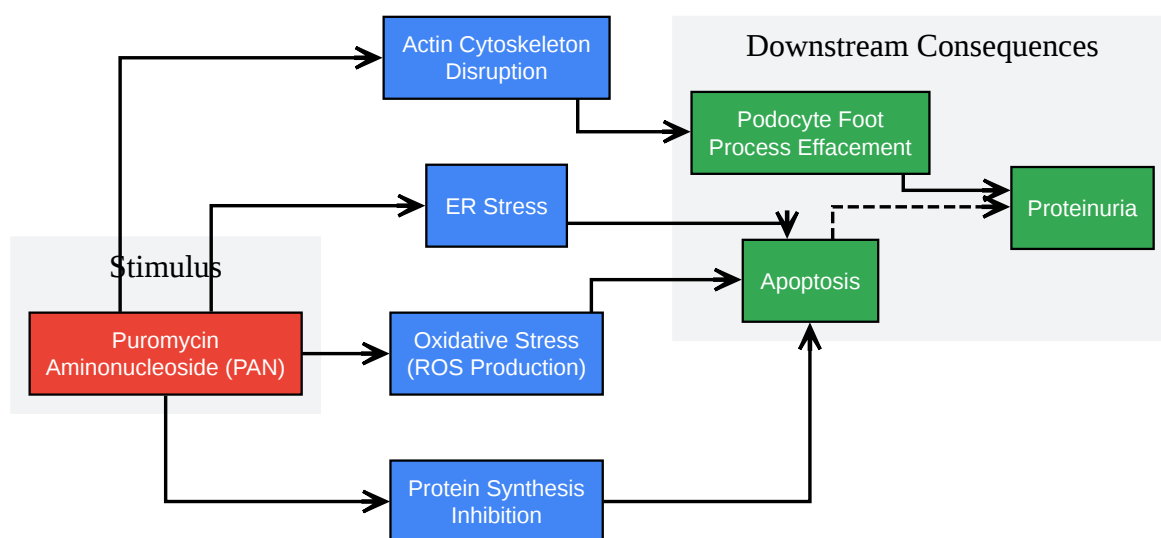 Actin Cytoskeleton
Disruption
Downstream Consequences
Podocyte Foot
Process Effacement
ER Stress
Proteinuria
Stimulus
Apoptosis
Puromycin
Aminonucleoside (PAN)
Oxidative Stress
(ROS Production)
Protein Synthesis
Inhibition